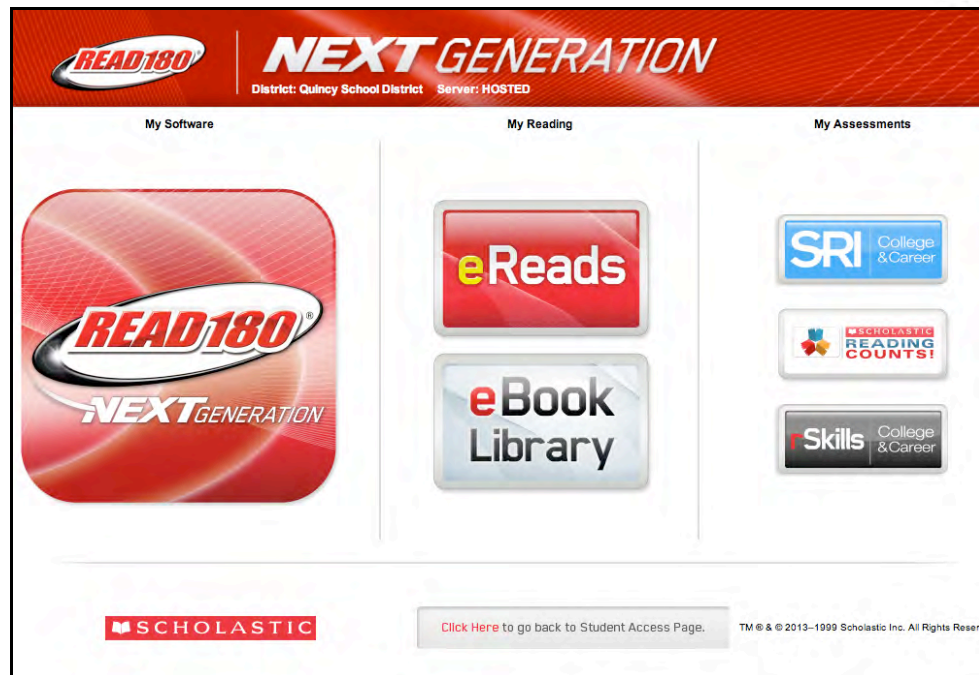 READ180®
NEXT GENERATION
District: Quincy School District Server: HOSTED
My Software
My Reading
My Assessments
READ180®
NEXT GENERATION
eReads
eBook
Library
SRI
College
&Career
SCHOLASTIC
READING
COUNTS!
rSkills
College
&Career
SCHOLASTIC
Click Here to go back to Student Access Page.
TM ® & © 2013–1999 Scholastic Inc. All Rights Reser